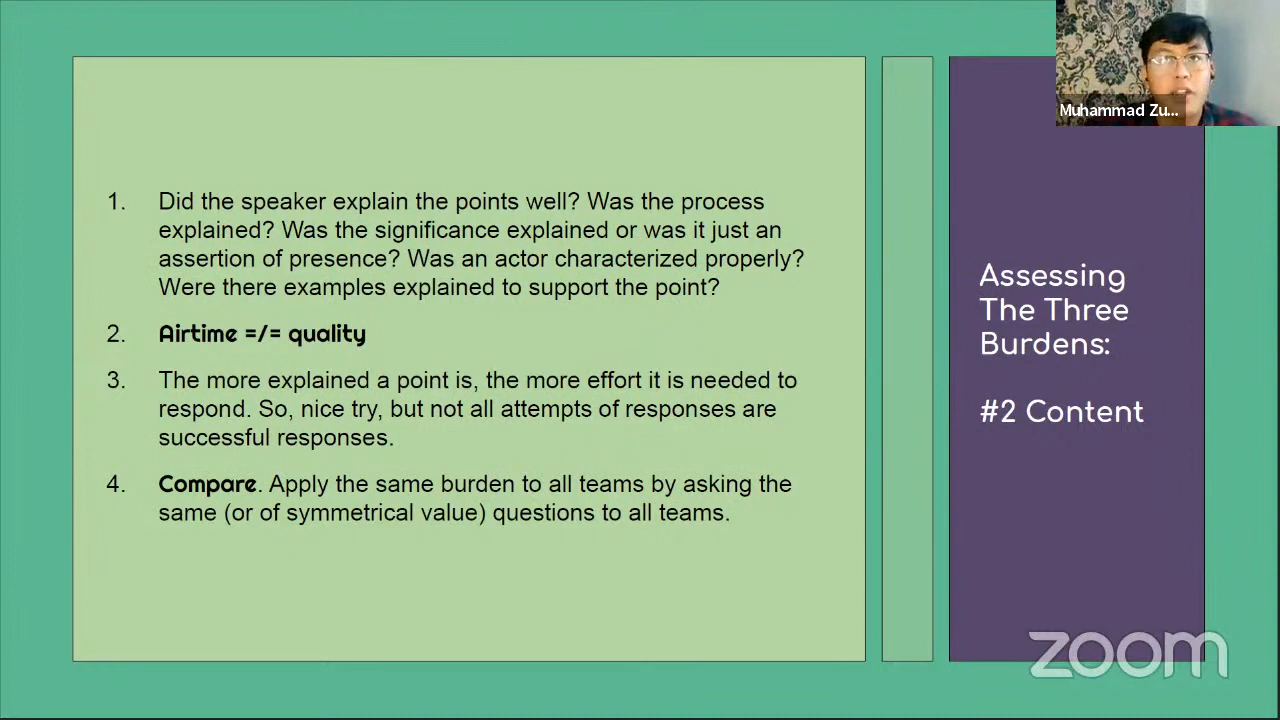 1. Did the speaker explain the points well? Was the process
explained? Was the significance explained or was it just an
assertion of presence? Was an actor characterized properly?
Were there examples explained to support the point?
2. Airtime =/= quality
3. The more explained a point is, the more effort it is needed to
respond. So, nice try, but not all attempts of responses are
successful responses.
4. Compare. Apply the same burden to all teams by asking the
same (or of symmetrical value) questions to all teams.
Muhammad Zu...
Assessing
The Three
Burdens:
#2 Content
zoom